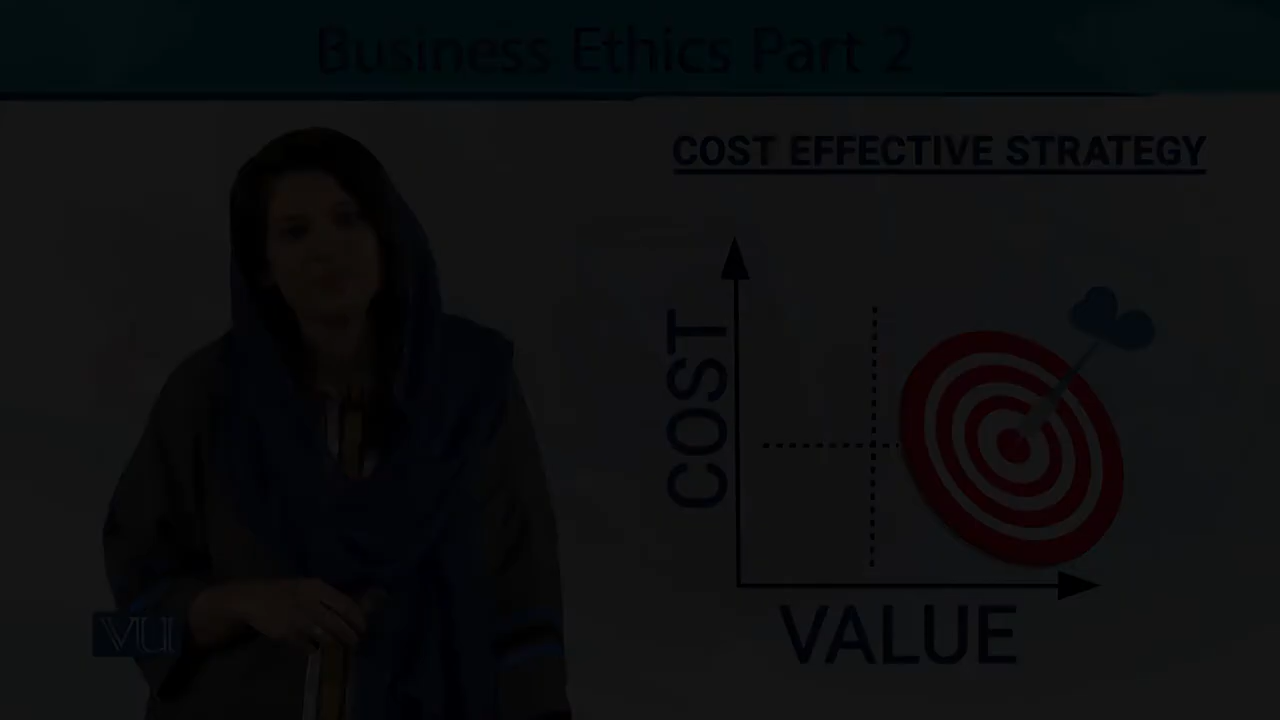 Business Ethics Part 2
COST EFFECTIVE STRATEGY
COST
VALUE
VU